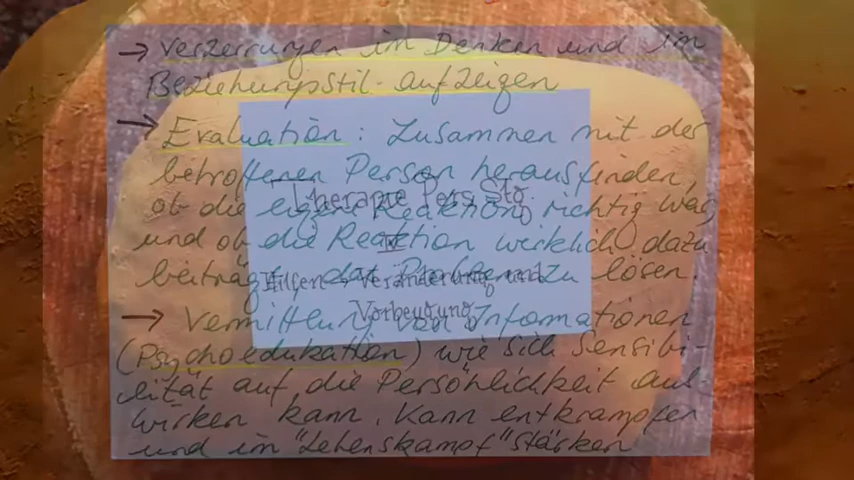 → Verzerrungen im Denken und im
Beziehungsstil aufzeigen
→ Evaluation: Zusammen mit der
betroffenen Person herausfinden,
ob die eigene Reaktion richtig war,
und ob die Reaktion wirklich dazu
beiträgt, das Problem zu lösen.
→ Vermittlung von Informationen
(Psychoedukation) wie sich Sensibi-
lität auf die Persönlichkeit aus-
wirken kann. Kann entkrampfen
und im "Lebenskampf" stärken
Therapie Pers. Stö.
IV
Hilfen → Veränderung und
Vorbeugung